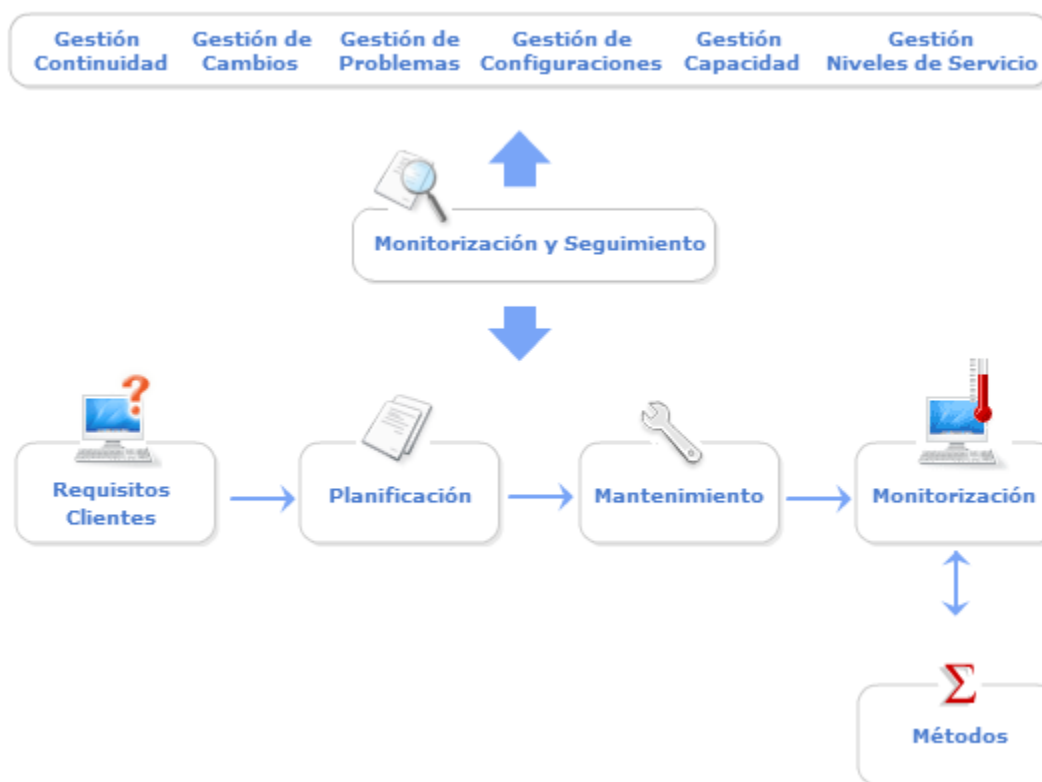 Gestión Continuidad
Gestión de Cambios
Gestión de Problemas
Gestión de Configuraciones
Gestión Capacidad
Gestión Niveles de Servicio
Monitorización y Seguimiento
?
Requisitos
Clientes
Planificación
Mantenimiento
Monitorización
Σ
Métodos